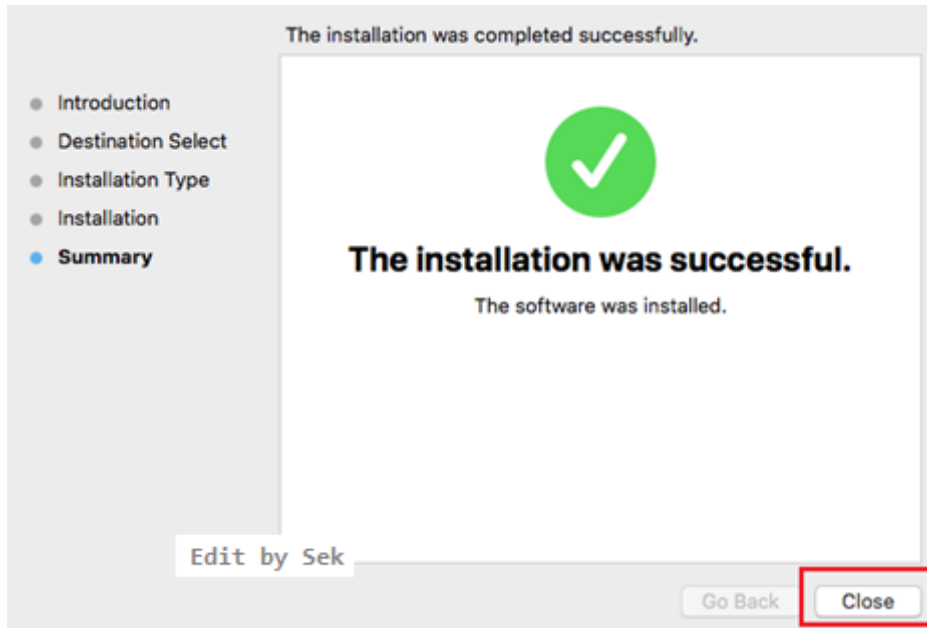 The installation was completed successfully.
Introduction
Destination Select
Installation Type
Installation
Summary
The installation was successful.
The software was installed.
Edit by Sek
Go Back
Close